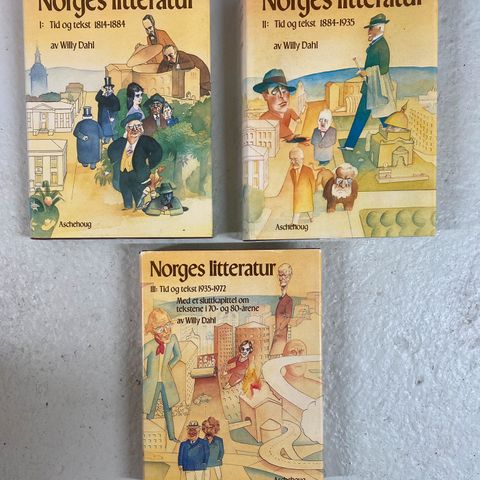 Norges litteratur
I: Tid og tekst 1814-1884
av Willy Dahl
Aschehoug
Norges litteratur
II: Tid og tekst 1884-1935
av Willy Dahl
Aschehoug
Norges litteratur
III: Tid og tekst 1935-1972
Med et sluttkapittel om
tekstene i 70- og 80-årene
av Willy Dahl
Aschehoug